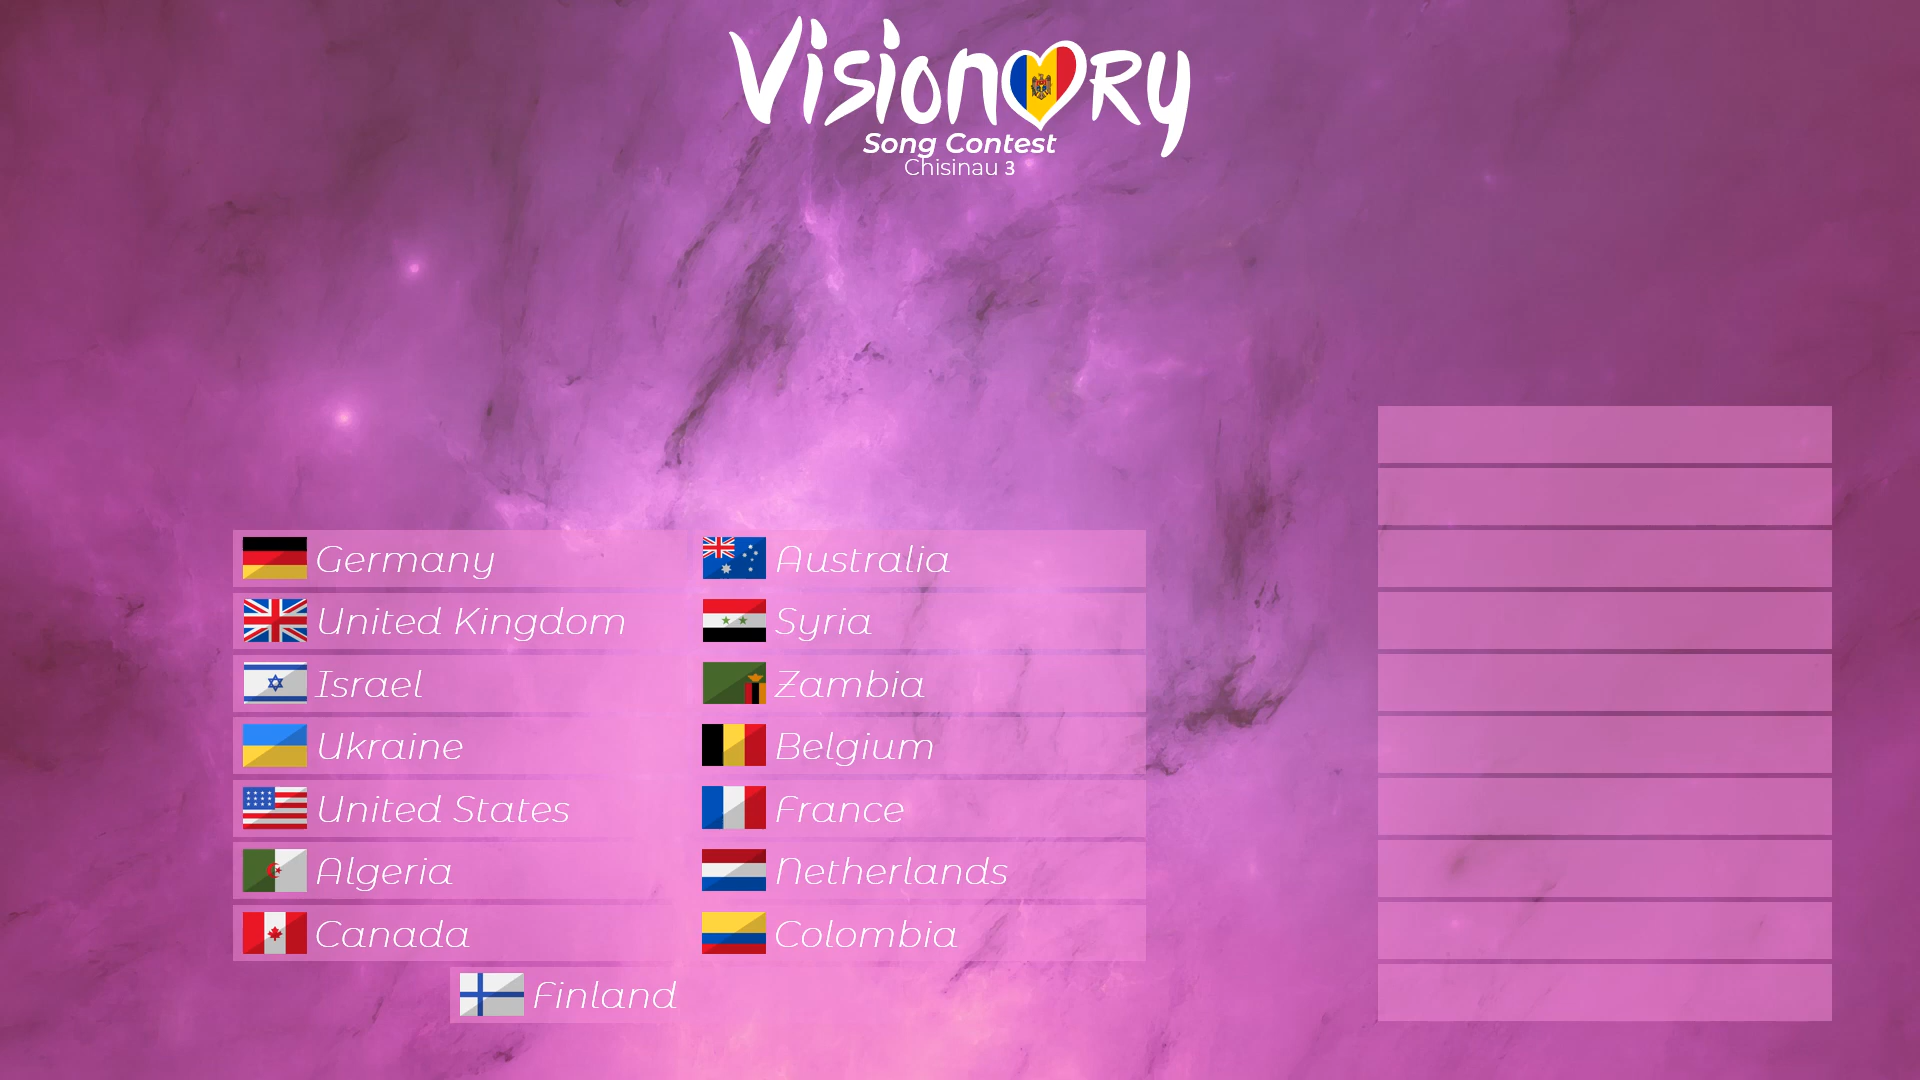 Visionary
Song Contest
Chisinau 3
Germany
United Kingdom
Israel
Ukraine
United States
Algeria
Canada
Australia
Syria
Zambia
Belgium
France
Netherlands
Colombia
Finland